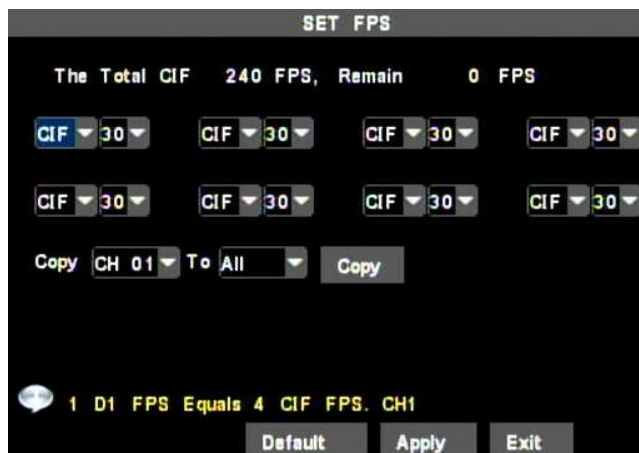 SET FPS
The Total CIF 240 FPS, Remain 0 FPS
CIF 30 CIF 30 CIF 30 CIF 30
CIF 30 CIF 30 CIF 30 CIF 30
Copy CH 01 To All Copy
1 D1 FPS Equals 4 CIF FPS. CH1
Default Apply Exit